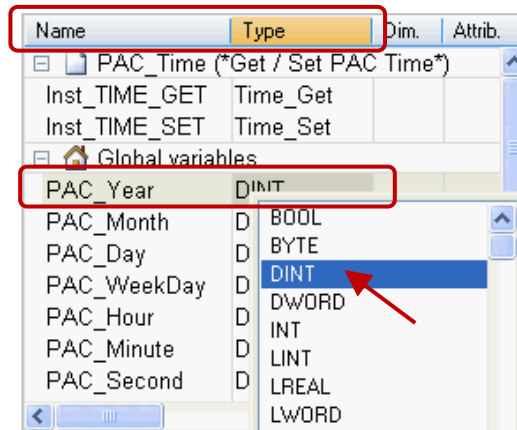 Name Type Dim. Attrib.
PAC_Time (*Get / Set PAC Time*)
Inst_TIME_GET Time_Get
Inst_TIME_SET Time_Set
Global variables
PAC_Year DINT
PAC_Month D
PAC_Day D
PAC_WeekDay D
PAC_Hour D
PAC_Minute D
PAC_Second D
BOOL
BYTE
DINT
DWORD
INT
LINT
LREAL
LWORD